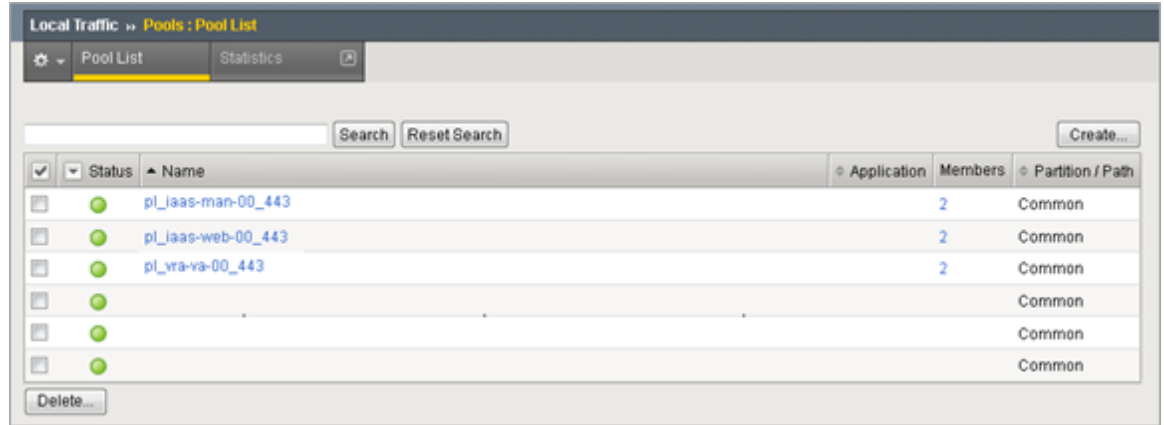 Local Traffic ›› Pools : Pool List
Pool List Statistics
Search Reset Search Create...
Status Name Application Members Partition / Path
pl_iaas-man-00_443 2 Common
pl_iaas-web-00_443 2 Common
pl_vra-va-00_443 2 Common
Common
Common
Common
Delete...